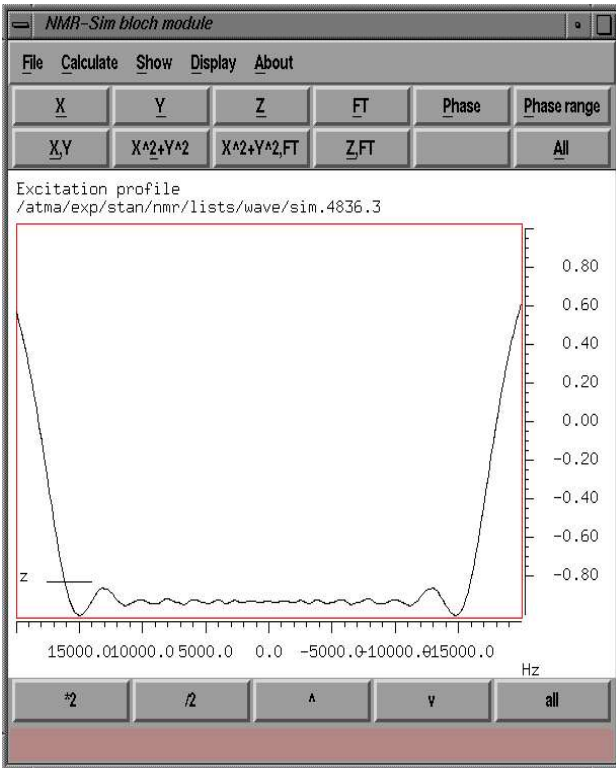 NMR-Sim bloch module
File Calculate Show Display About
X Y Z FT Phase Phase range
X,Y X^2+Y^2 X^2+Y^2,FT Z,FT All
Excitation profile
/atma/exp/stan/nmr/lists/wave/sim.4836.3
0.80
0.60
0.40
0.20
0.00
-0.20
-0.40
-0.60
-0.80
z
15000.0 10000.0 5000.0 0.0 -5000.0 -10000.0 -15000.0
Hz
*2 /2 ^ v all